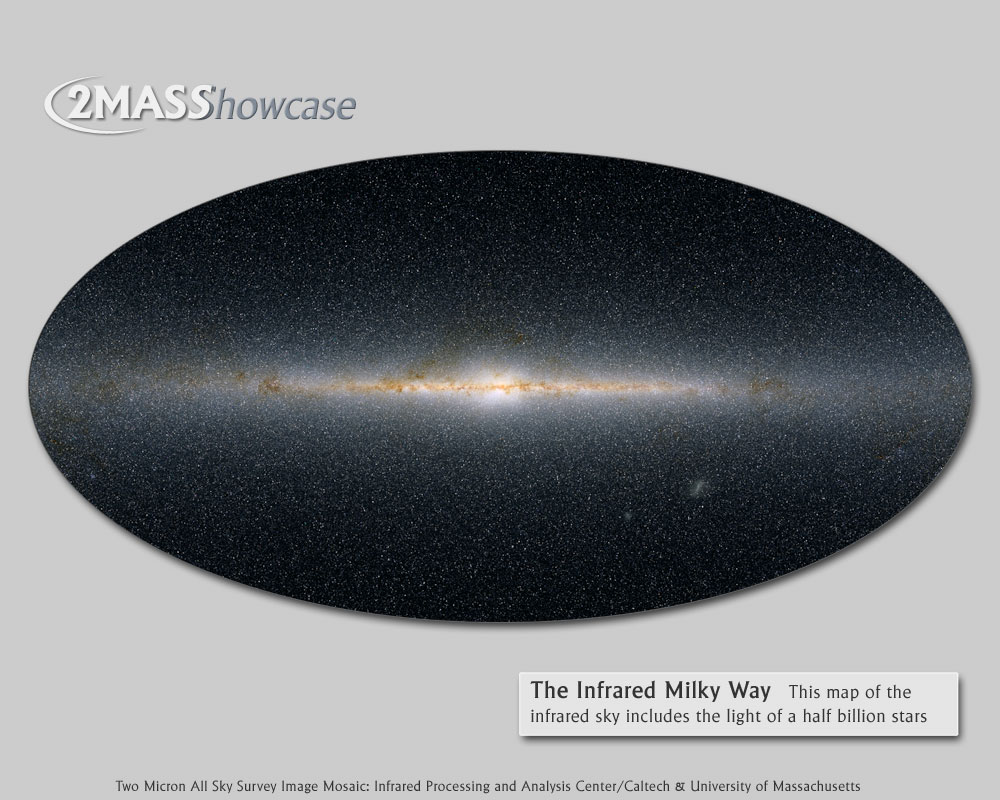 2MASShowcase
The Infrared Milky Way This map of the
infrared sky includes the light of a half billion stars
Two Micron All Sky Survey Image Mosaic: Infrared Processing and Analysis Center/Caltech & University of Massachusetts